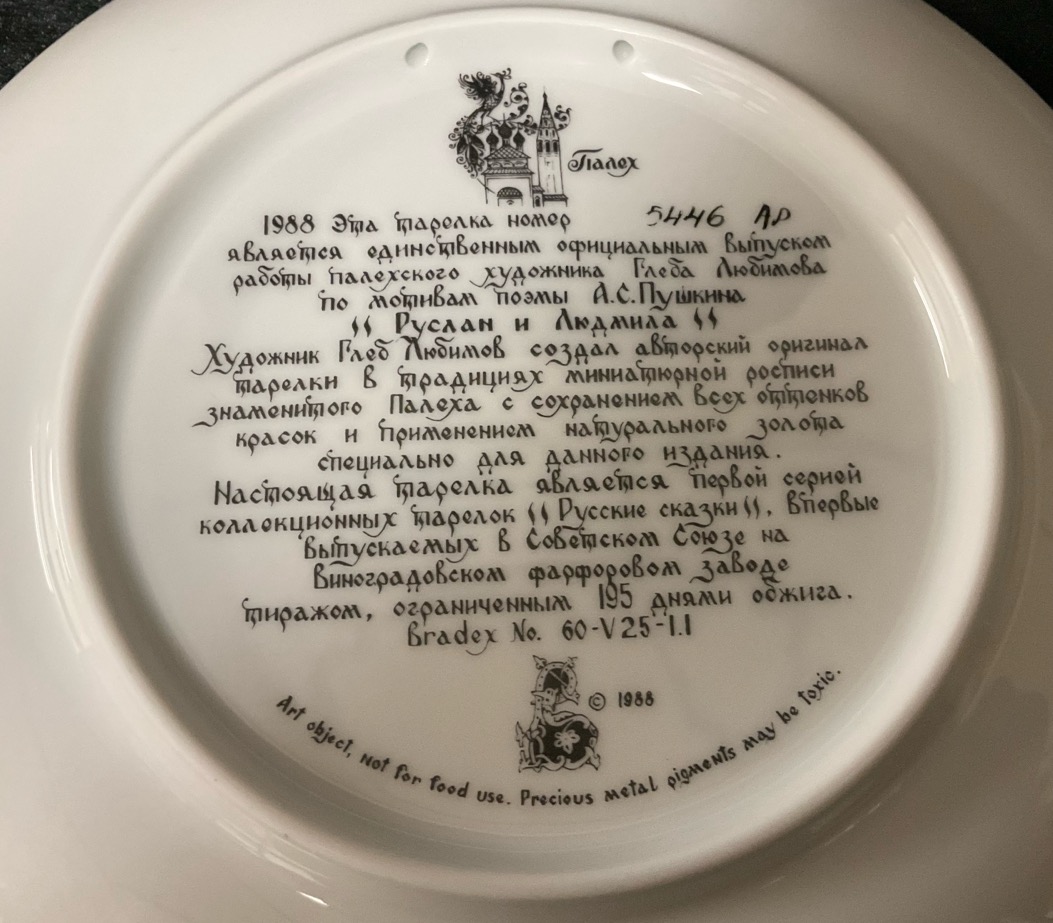 Палех
1988 Эта тарелка номер 5446 АР
является единственным официальным выпуском
работы палехского художника Глеба Любимова
по мотивам поэмы А.С.Пушкина
" Руслан и Людмила "
Художник Глеб Любимов создал авторский оригинал
тарелки в традициях миниатюрной росписи
знаменитого Палеха с сохранением всех оттенков
красок и применением натурального золота
специально для данного издания.
Настоящая тарелка является первой серией
коллекционных тарелок " Русские сказки ", впервые
выпускаемых в Советском Союзе на
Виноградовском фарфоровом заводе
тиражом, ограниченным 195 днями обжига.
Bradex No. 60-V25-1.1
© 1988
Art object, not for food use. Precious metal pigments may be toxic.